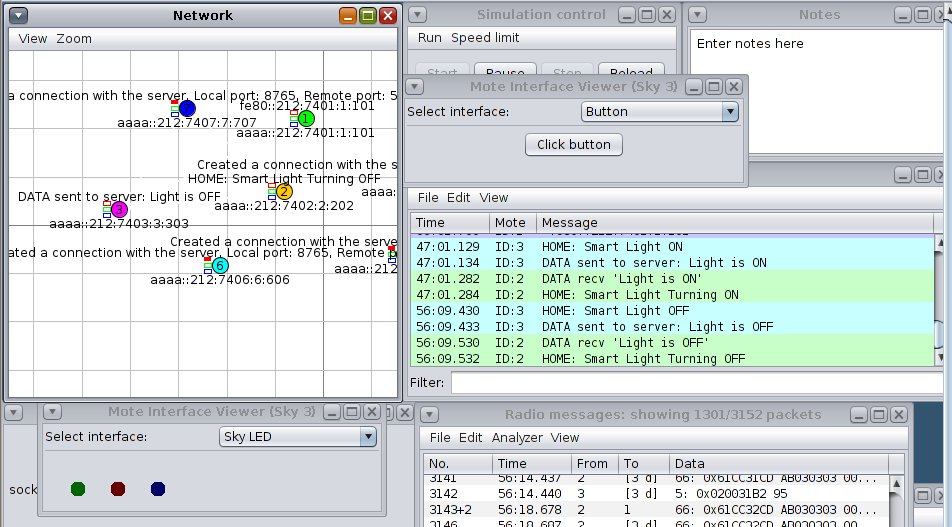 Network
View Zoom
a connection with the server, Local port: 8765, Remote port: 5
fe80::212:7401:1:101
7
1
aaaa::212:7407:7:707
aaaa::212:7401:1:101
Created a connection with the s
HOME: Smart Light Turning OFF
DATA sent to server: Light is OFF
2
aaaa:
3
aaaa::212:7402:2:202
aaaa::212:7403:3:303
Created a connection with the serve
ated a connection with the server, Local port: 8765, Remote p
6
aaaa::212
aaaa::212:7406:6:606
Simulation control
Run Speed limit
Start Pause Stop Reload
Notes
Enter notes here
Mote Interface Viewer (Sky 3)
Select interface: Button
Click button
File Edit View
Time Mote Message
47:01.129 ID:3 HOME: Smart Light ON
47:01.134 ID:3 DATA sent to server: Light is ON
47:01.282 ID:2 DATA recv 'Light is ON'
47:01.284 ID:2 HOME: Smart Light Turning ON
56:09.430 ID:3 HOME: Smart Light OFF
56:09.433 ID:3 DATA sent to server: Light is OFF
56:09.530 ID:2 DATA recv 'Light is OFF'
56:09.532 ID:2 HOME: Smart Light Turning OFF
Filter:
Mote Interface Viewer (Sky 3)
Select interface: Sky LED
sock
Radio messages: showing 1301/3152 packets
File Edit Analyzer View
No. Time From To Data
3141 56:14.437 2 [3 d] 66: 0x61CC31CD AB030303 00...
3142 56:14.440 3 [3 d] 5: 0x020031B2 95
3143+2 56:18.678 2 1 66: 0x61CC32CD AB030303 00...
3146 56:18.687 2 [3 d] 66: 0x61CC32CD AB030303 00...